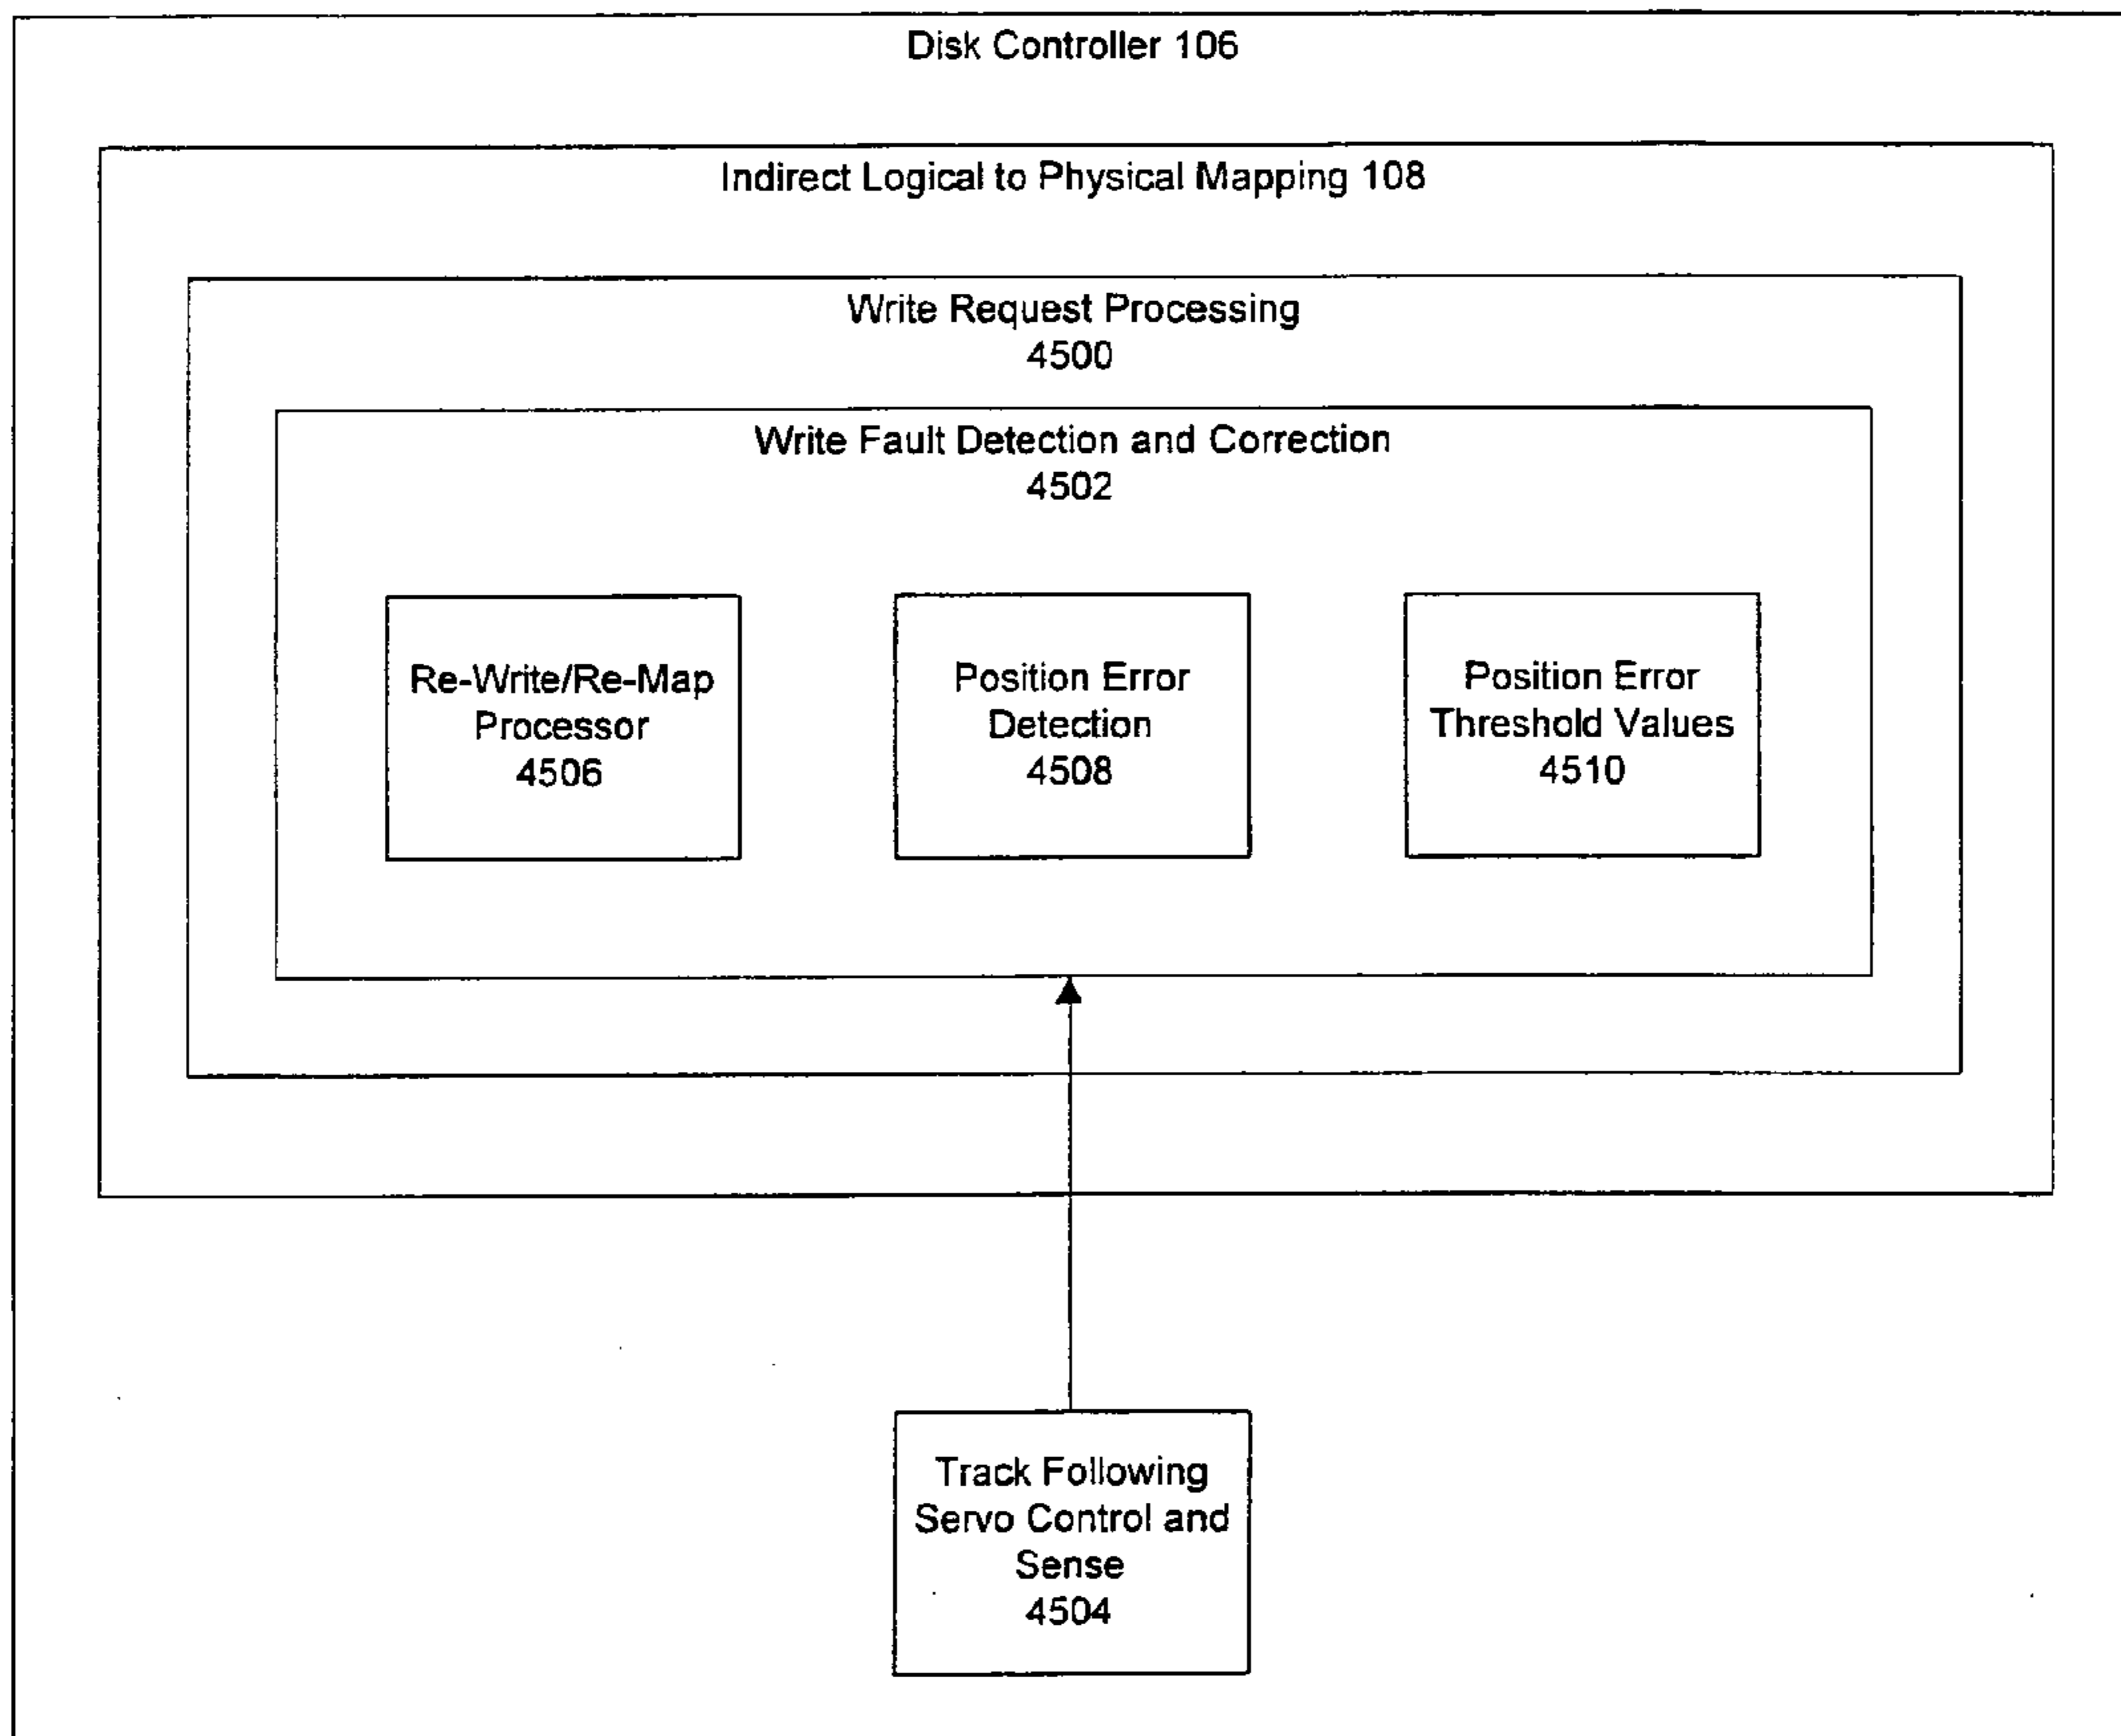 Disk Controller 106
Indirect Logical to Physical Mapping 108
Write Request Processing
4500
Write Fault Detection and Correction
4502
Re-Write/Re-Map
Processor
4506
Position Error
Detection
4508
Position Error
Threshold Values
4510
Track Following
Servo Control and
Sense
4504